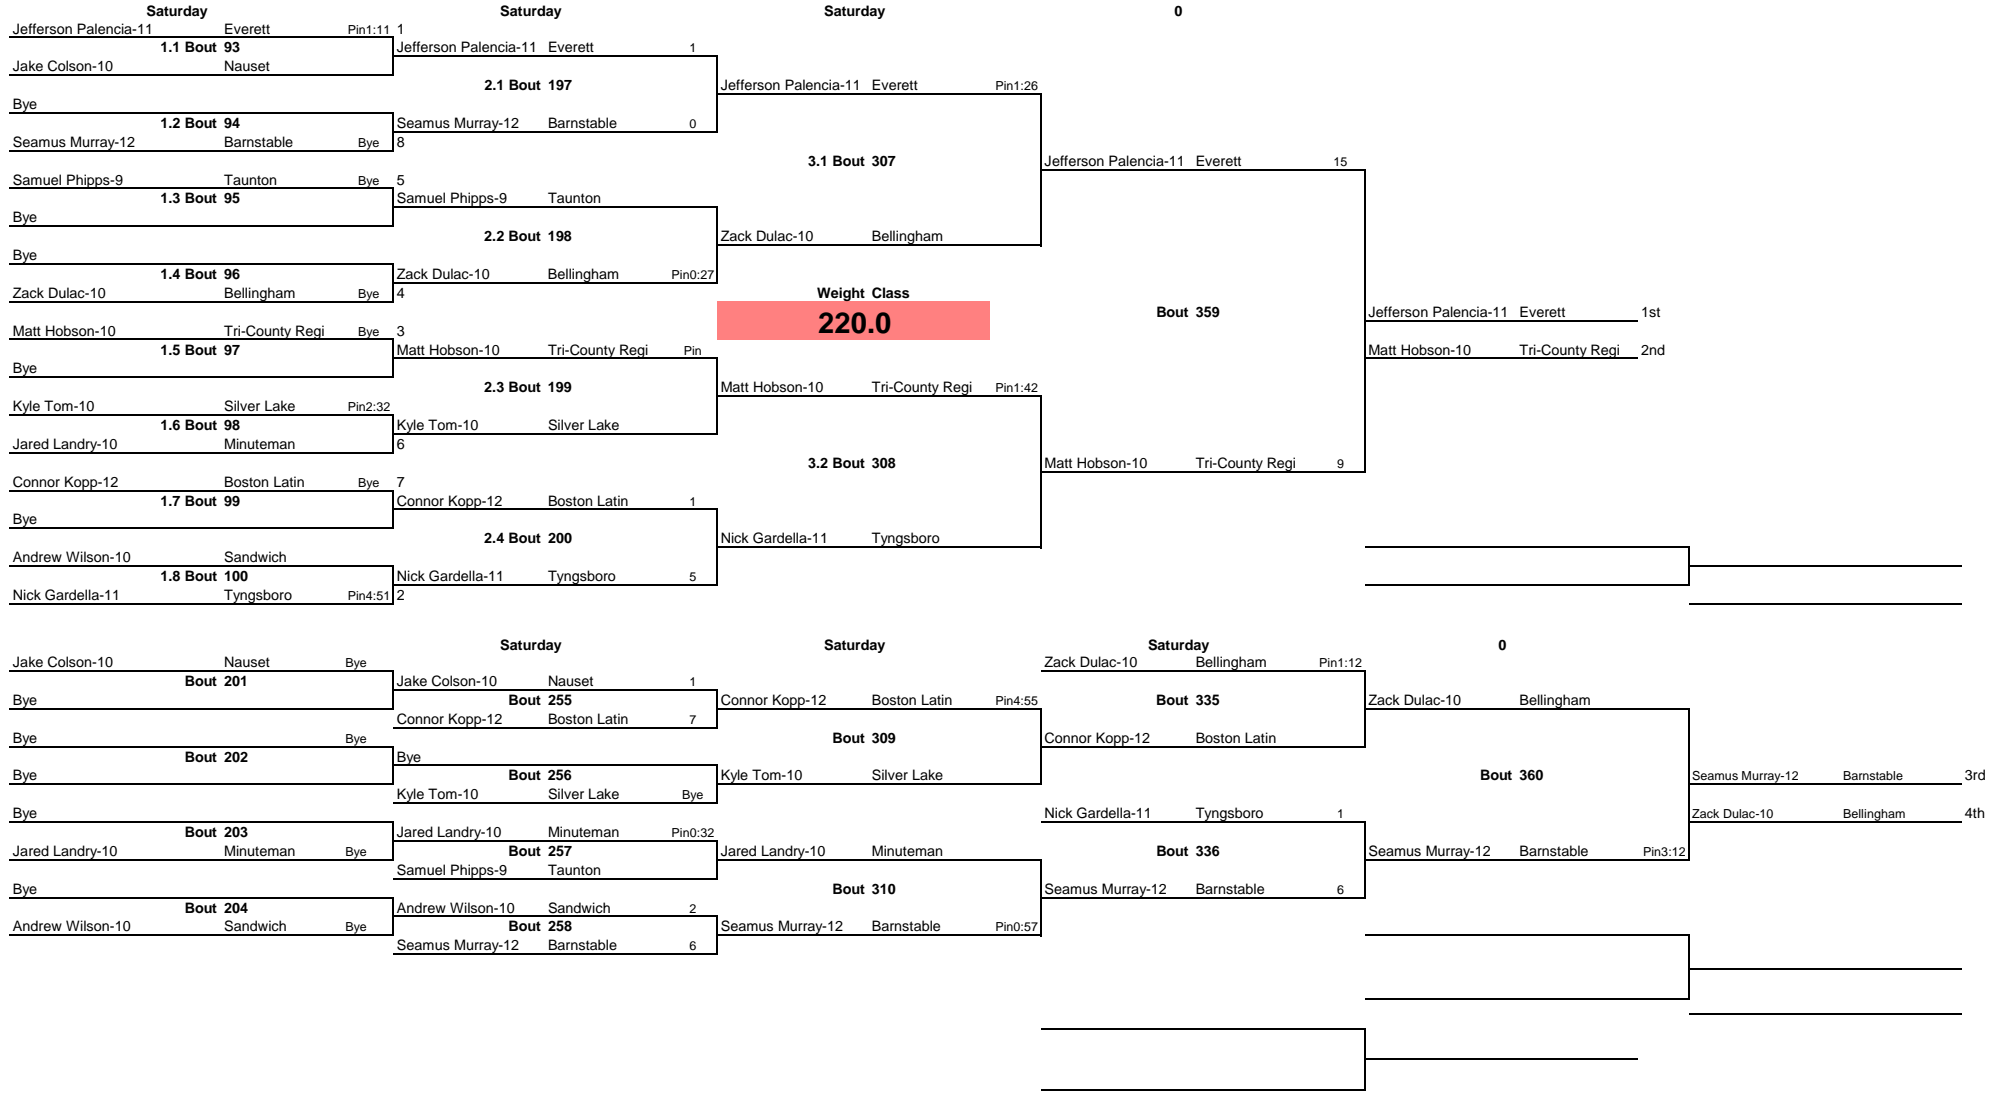 Saturday Saturday Saturday 0
Jefferson Palencia-11 Everett Pin1:11 1
1.1 Bout 93 Jefferson Palencia-11 Everett 1
Jake Colson-10 Nauset
2.1 Bout 197 Jefferson Palencia-11 Everett Pin1:26
Bye
1.2 Bout 94 Seamus Murray-12 Barnstable 0
Seamus Murray-12 Barnstable Bye 8
3.1 Bout 307 Jefferson Palencia-11 Everett 15
Samuel Phipps-9 Taunton Bye 5
1.3 Bout 95 Samuel Phipps-9 Taunton
Bye
2.2 Bout 198 Zack Dulac-10 Bellingham
Bye
1.4 Bout 96 Zack Dulac-10 Bellingham Pin0:27
Zack Dulac-10 Bellingham Bye 4 Weight Class
220.0 Bout 359 Jefferson Palencia-11 Everett 1st
Matt Hobson-10 Tri-County Regi Bye 3
1.5 Bout 97 Matt Hobson-10 Tri-County Regi Pin Matt Hobson-10 Tri-County Regi 2nd
Bye
2.3 Bout 199 Matt Hobson-10 Tri-County Regi Pin1:42
Kyle Tom-10 Silver Lake Pin2:32
1.6 Bout 98 Kyle Tom-10 Silver Lake
Jared Landry-10 Minuteman 6
3.2 Bout 308 Matt Hobson-10 Tri-County Regi 9
Connor Kopp-12 Boston Latin Bye 7
1.7 Bout 99 Connor Kopp-12 Boston Latin 1
Bye
2.4 Bout 200 Nick Gardella-11 Tyngsboro
Andrew Wilson-10 Sandwich
1.8 Bout 100 Nick Gardella-11 Tyngsboro 5
Nick Gardella-11 Tyngsboro Pin4:51 2
Saturday Saturday Saturday 0
Jake Colson-10 Nauset Bye Zack Dulac-10 Bellingham Pin1:12
Bout 201 Jake Colson-10 Nauset 1
Bye Bout 255 Connor Kopp-12 Boston Latin Pin4:55 Bout 335 Zack Dulac-10 Bellingham
Connor Kopp-12 Boston Latin 7
Bye Bye Bout 309 Connor Kopp-12 Boston Latin
Bout 202 Bye
Bye Bout 256 Kyle Tom-10 Silver Lake Bout 360 Seamus Murray-12 Barnstable 3rd
Kyle Tom-10 Silver Lake Bye
Bye Nick Gardella-11 Tyngsboro 1 Zack Dulac-10 Bellingham 4th
Bout 203 Jared Landry-10 Minuteman Pin0:32
Jared Landry-10 Minuteman Bye Bout 257 Jared Landry-10 Minuteman Bout 336 Seamus Murray-12 Barnstable Pin3:12
Samuel Phipps-9 Taunton
Bye Bout 310 Seamus Murray-12 Barnstable 6
Bout 204 Andrew Wilson-10 Sandwich 2
Andrew Wilson-10 Sandwich Bye Bout 258 Seamus Murray-12 Barnstable Pin0:57
Seamus Murray-12 Barnstable 6